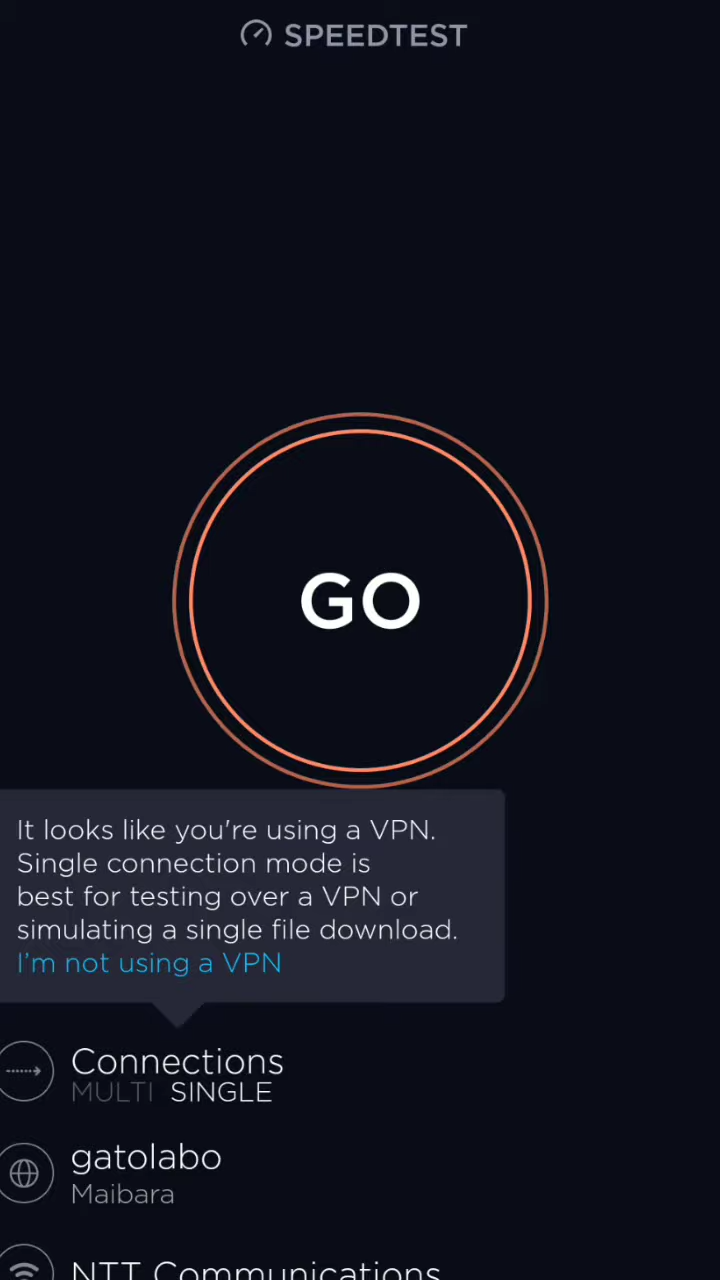 SPEEDTEST
GO
It looks like you're using a VPN.
Single connection mode is
best for testing over a VPN or
simulating a single file download.
I'm not using a VPN
Connections
MULTI SINGLE
gatolabo
Maibara
NTT Communications